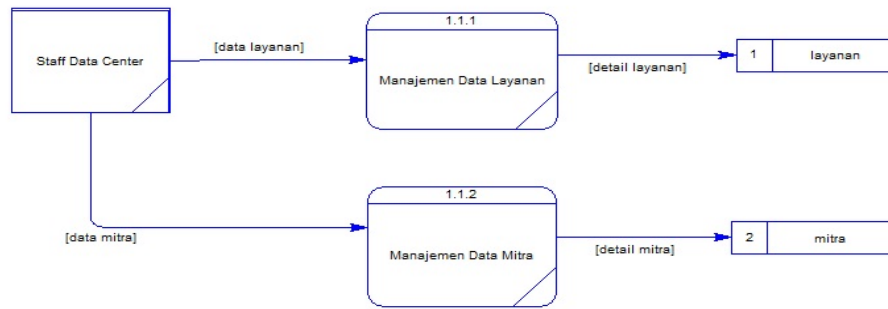 Staff Data Center
[data layanan]
1.1.1
Manajemen Data Layanan
[detail layanan]
1
layanan
[data mitra]
1.1.2
Manajemen Data Mitra
[detail mitra]
2
mitra